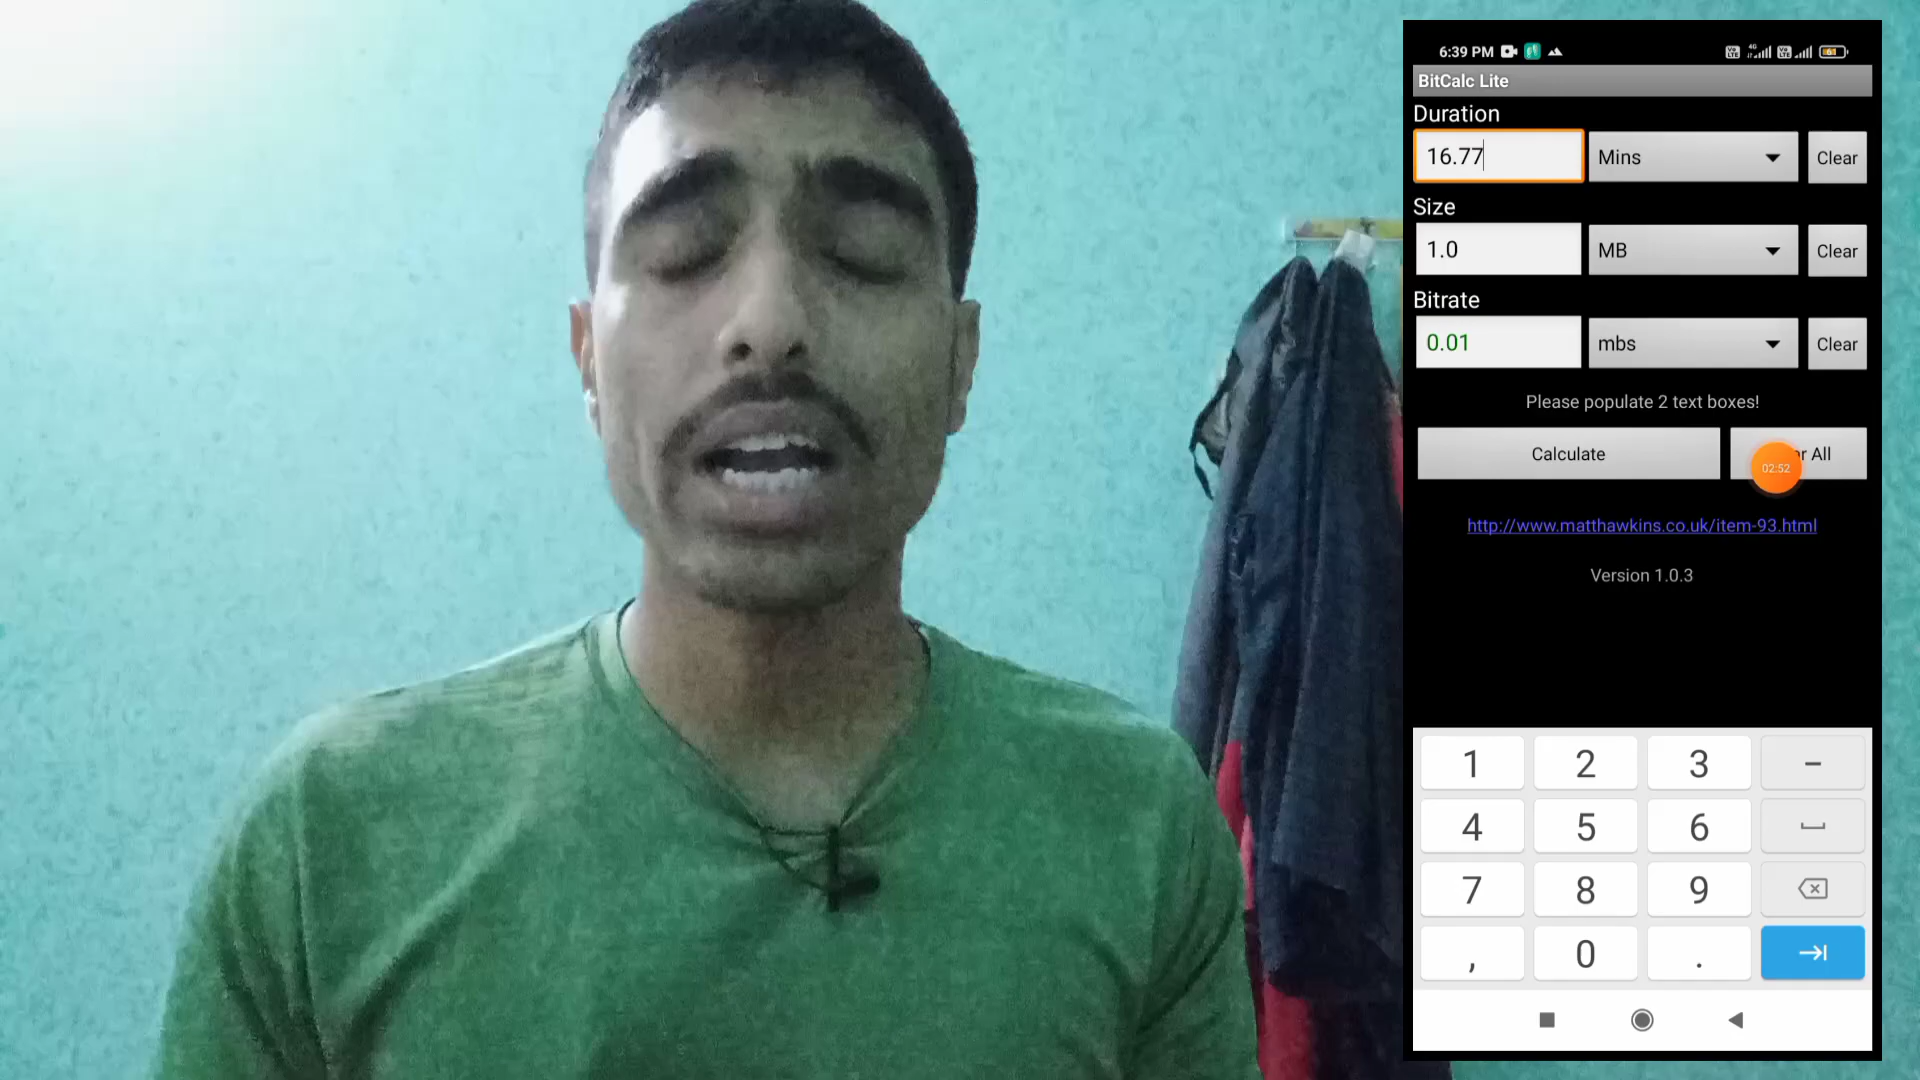 6:39 PM
BitCalc Lite
Duration
16.77 Mins Clear
Size
1.0 MB Clear
Bitrate
0.01 mbs Clear
Please populate 2 text boxes!
Calculate r All
02:52
http://www.matthawkins.co.uk/item-93.html
Version 1.0.3
1 2 3 -
4 5 6
7 8 9
, 0 .